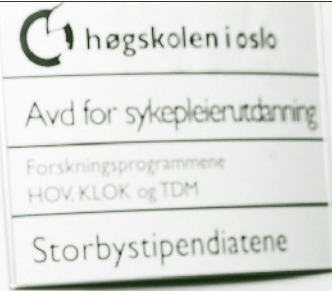 høgskolen i oslo
Avd for sykepleierutdanning
Forskningsprogrammene
HOV, KLOK og TDM
Storbystipendiatene